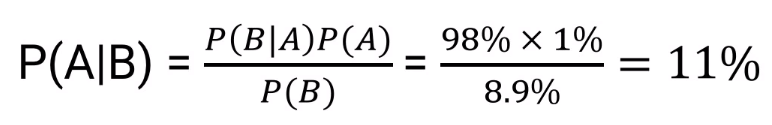 P(A|B) = P(B|A)P(A) / P(B) = 98% × 1% / 8.9% = 11%